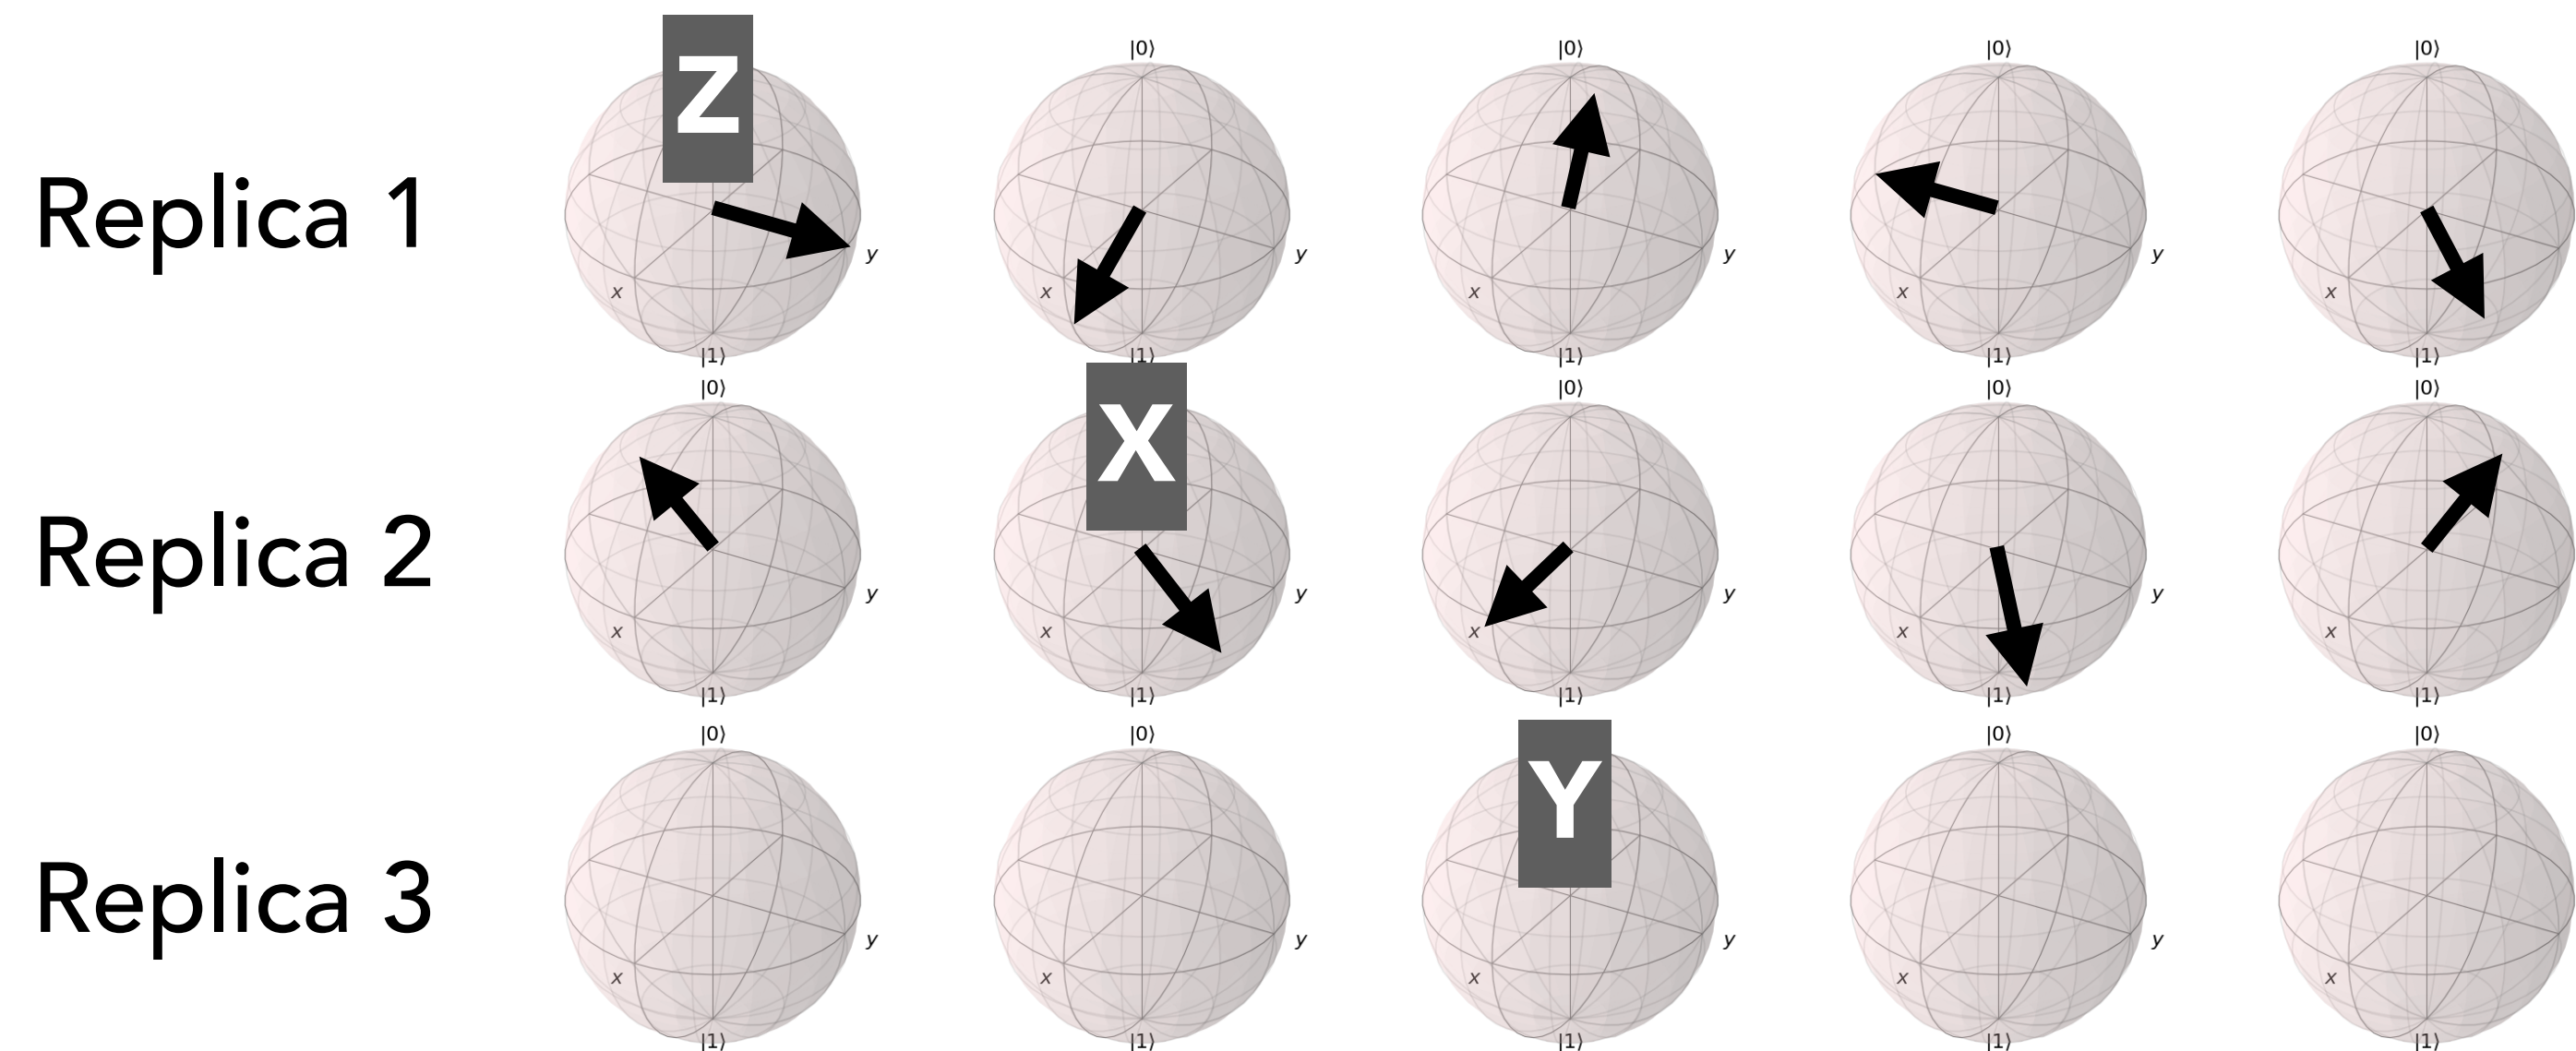 |0⟩ |0⟩ |0⟩ |0⟩
Z
Replica 1
y y y y
x x x x x
|1⟩ |1⟩ |1⟩ |1⟩ |1⟩
|0⟩ |0⟩ |0⟩ |0⟩
X
Replica 2
y y y y
x x x x x
|1⟩ |1⟩ |1⟩ |1⟩ |1⟩
|0⟩ |0⟩ |0⟩ |0⟩
Y
Replica 3
y y y y
x x x x x
|1⟩ |1⟩ |1⟩ |1⟩ |1⟩